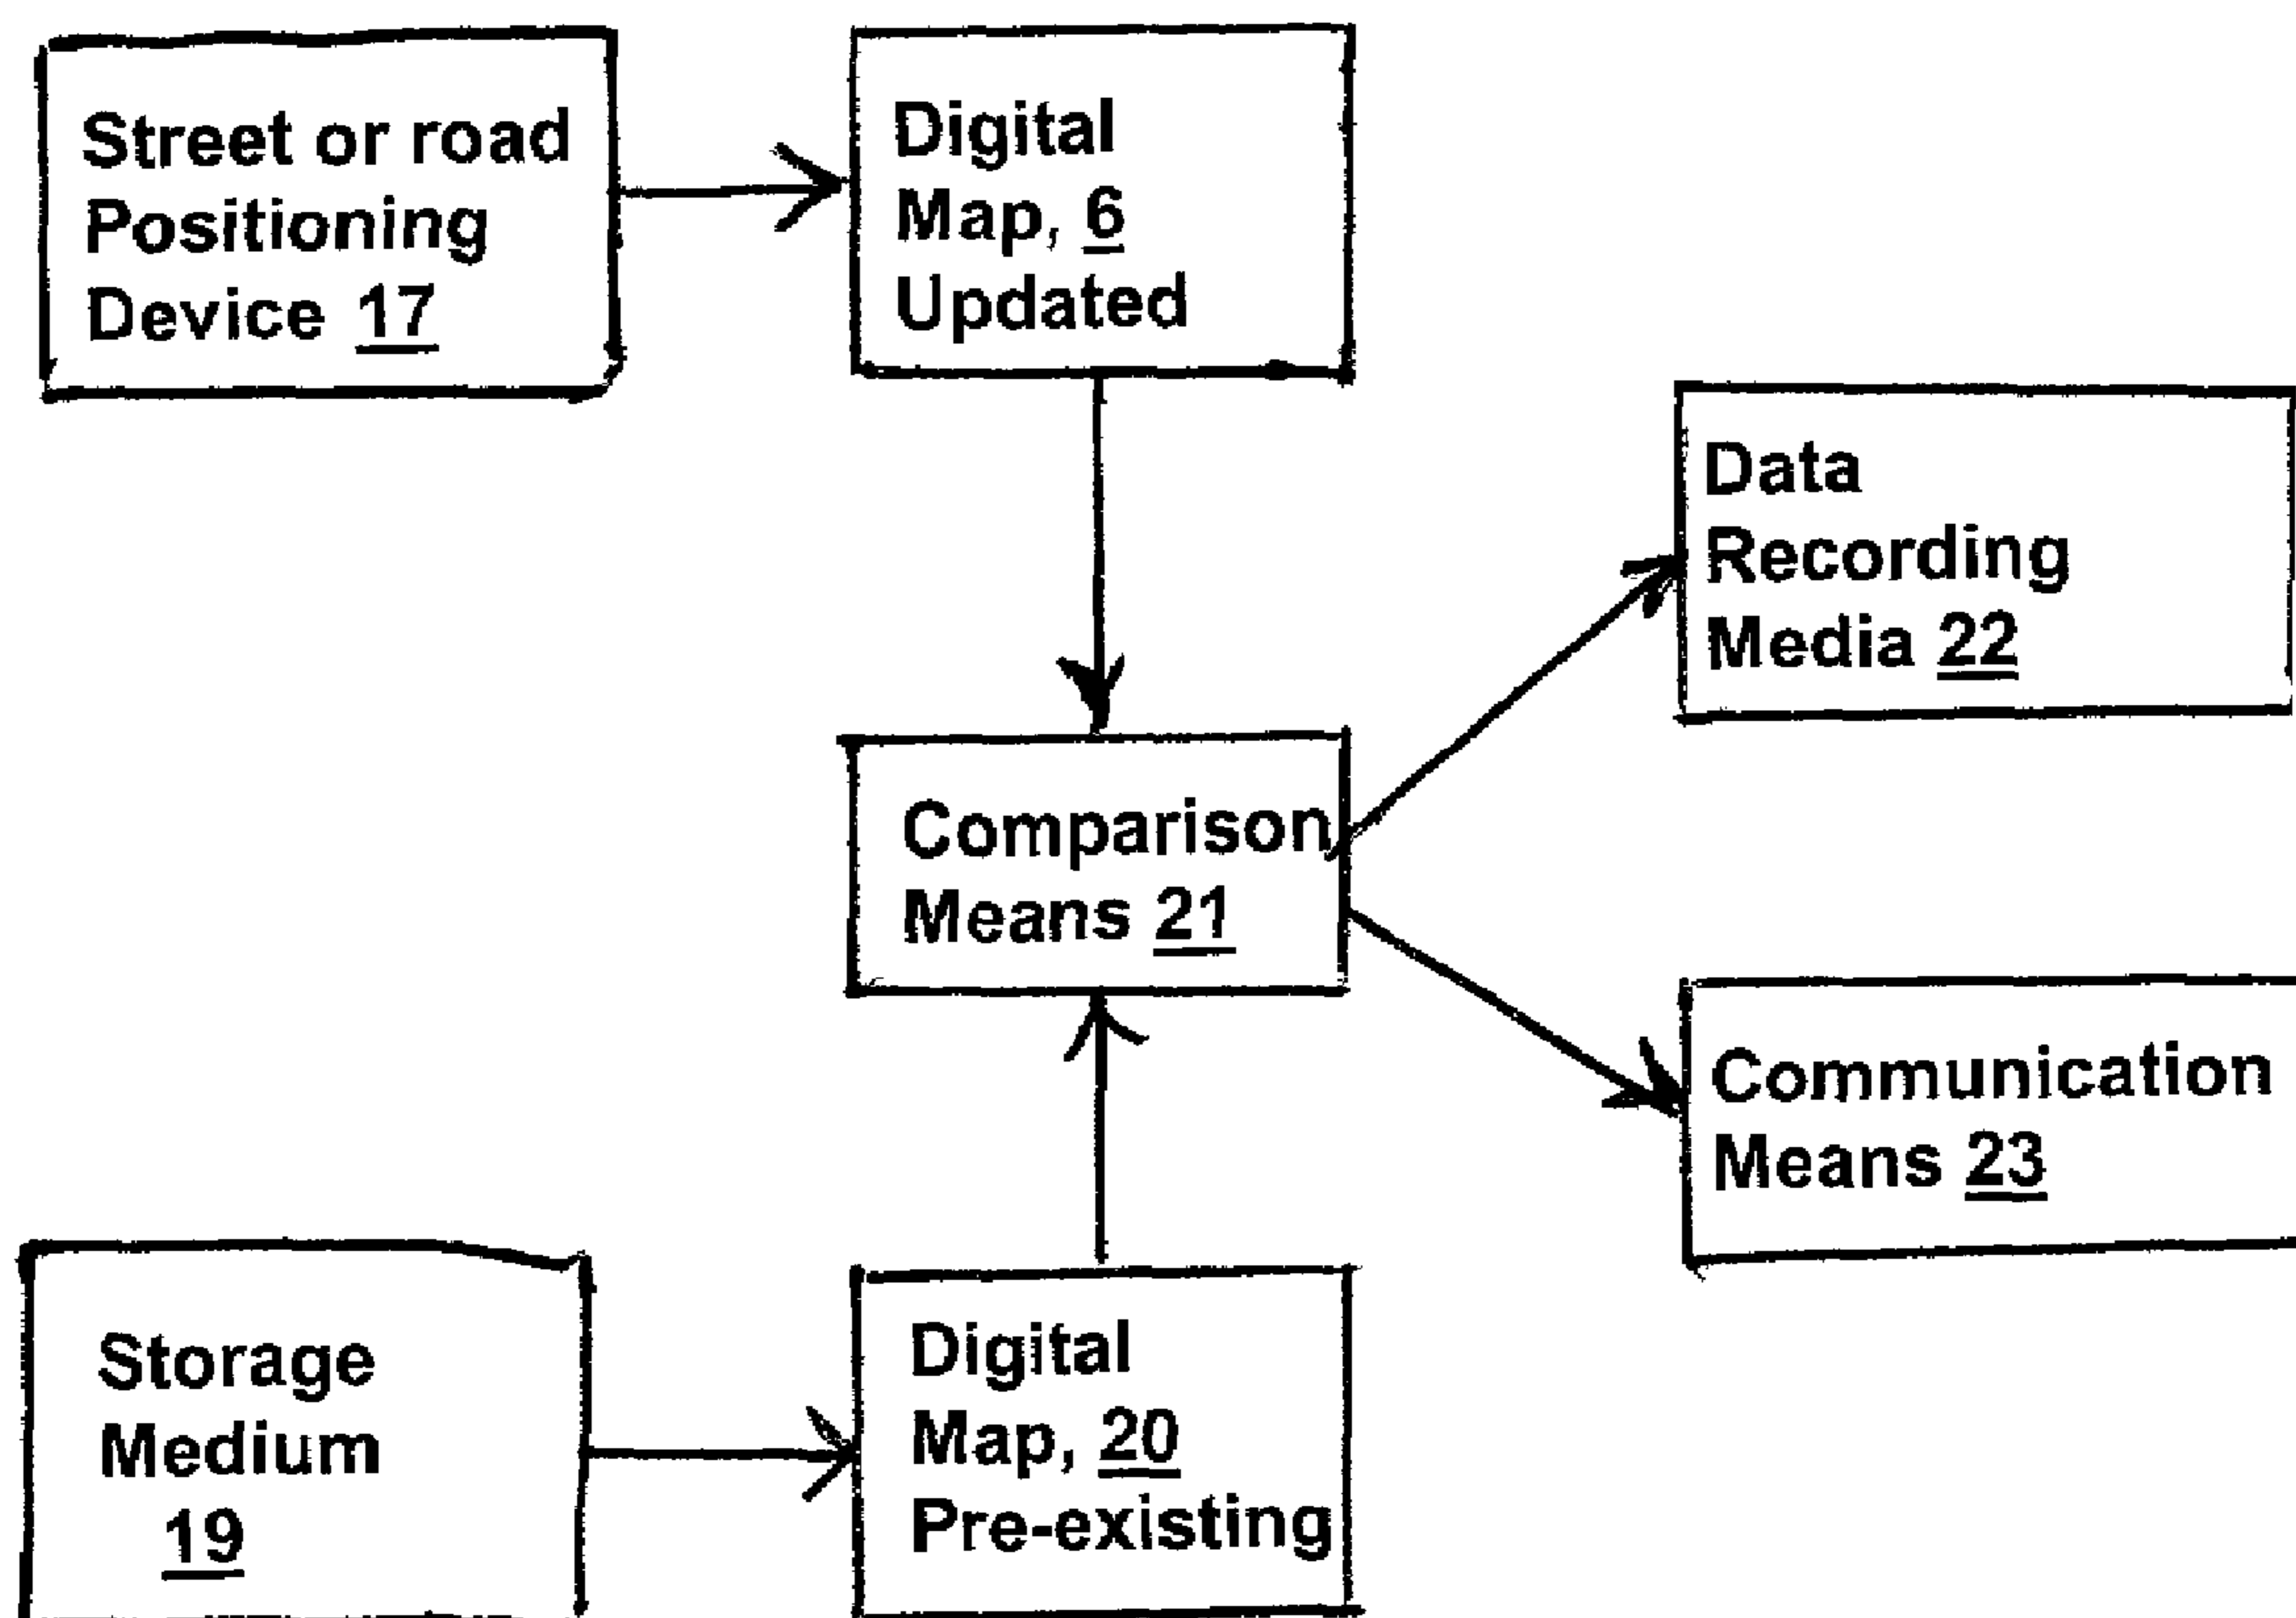 Street or road
Positioning
Device 17
Digital
Map, 6
Updated
Data
Recording
Media 22
Comparison
Means 21
Communication
Means 23
Storage
Medium
19
Digital
Map, 20
Pre-existing